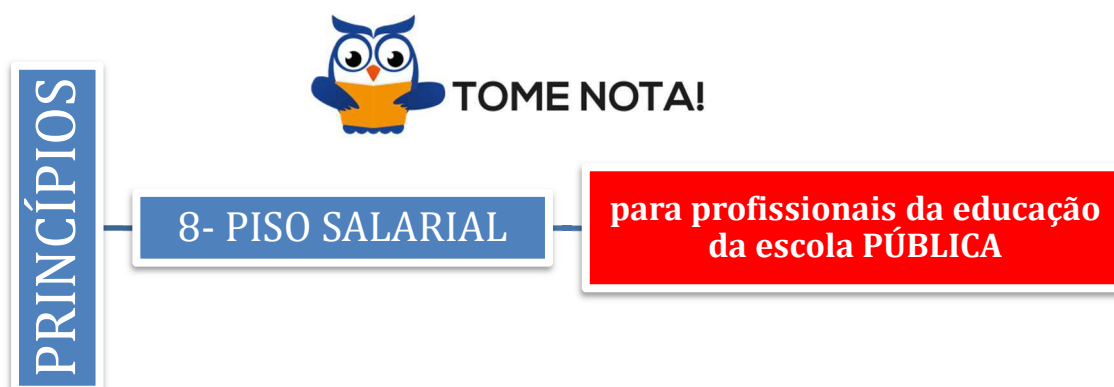 TOME NOTA!
PRINCÍPIOS
8- PISO SALARIAL
para profissionais da educação
da escola PÚBLICA